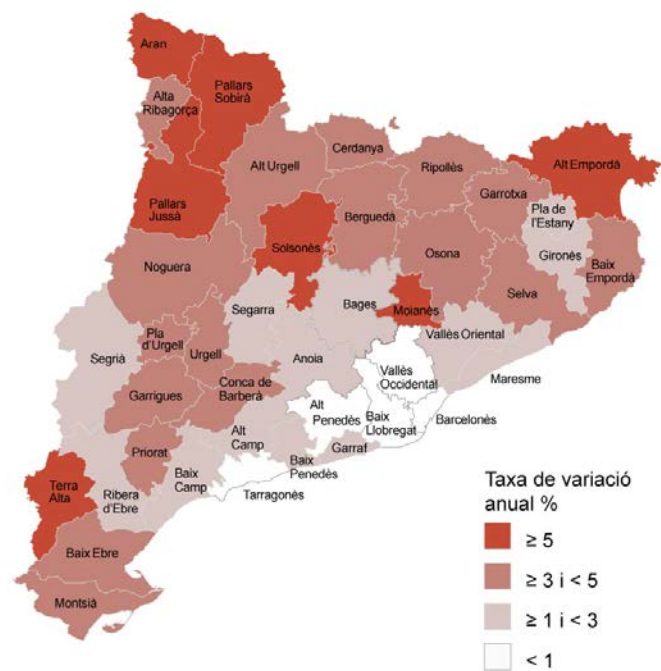 Aran
Pallars
Sobirà
Alta
Ribagorça
Cerdanya
Alt Urgell
Ripollès
Alt Empordà
Garrotxa
Pallars
Jussà
Berguedà
Pla de
l'Estany
Solsonès
Osona
Gironès
Baix
Empordà
Noguera
Selva
Segarra
Bages
Moianès
Vallès Oriental
Pla
d'Urgell
Urgell
Segrià
Anoia
Vallès
Occidental
Maresme
Garrigues
Conca de
Barberà
Alt
Penedès
Baix
Llobregat
Barcelonès
Alt
Camp
Priorat
Garraf
Baix
Penedès
Baix
Camp
Terra
Alta
Ribera
d'Ebre
Tarragonès
Baix Ebre
Montsià
Taxa de variació
anual %
≥ 5
≥ 3 i < 5
≥ 1 i < 3
< 1